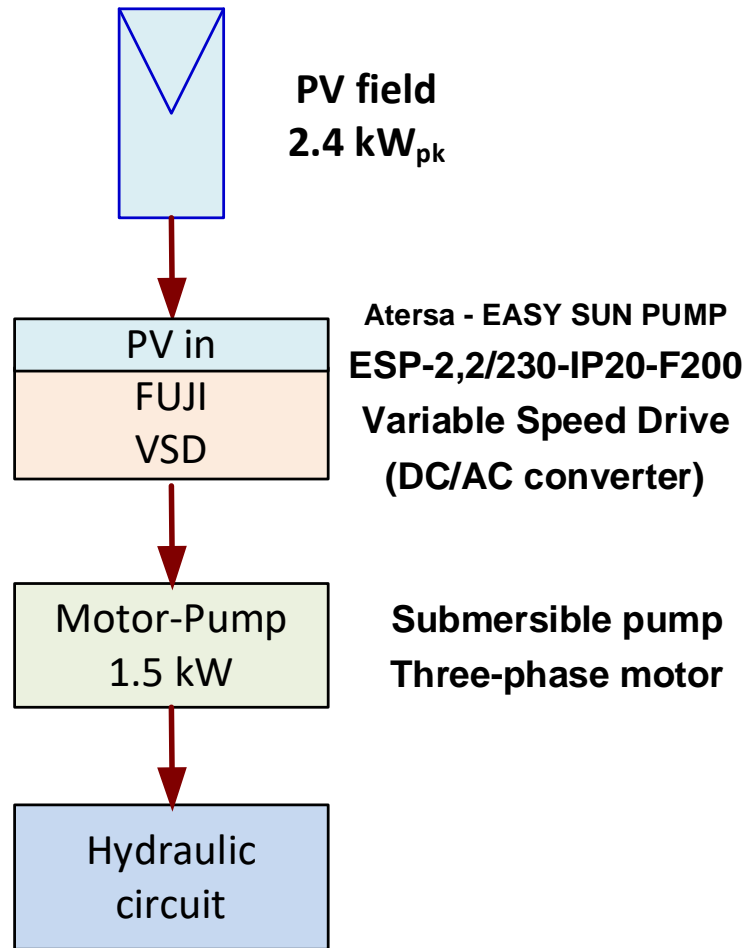 PV field
2.4 kWpk
PV in
FUJI
VSD
Atersa - EASY SUN PUMP
ESP-2,2/230-IP20-F200
Variable Speed Drive
(DC/AC converter)
Motor-Pump
1.5 kW
Submersible pump
Three-phase motor
Hydraulic
circuit